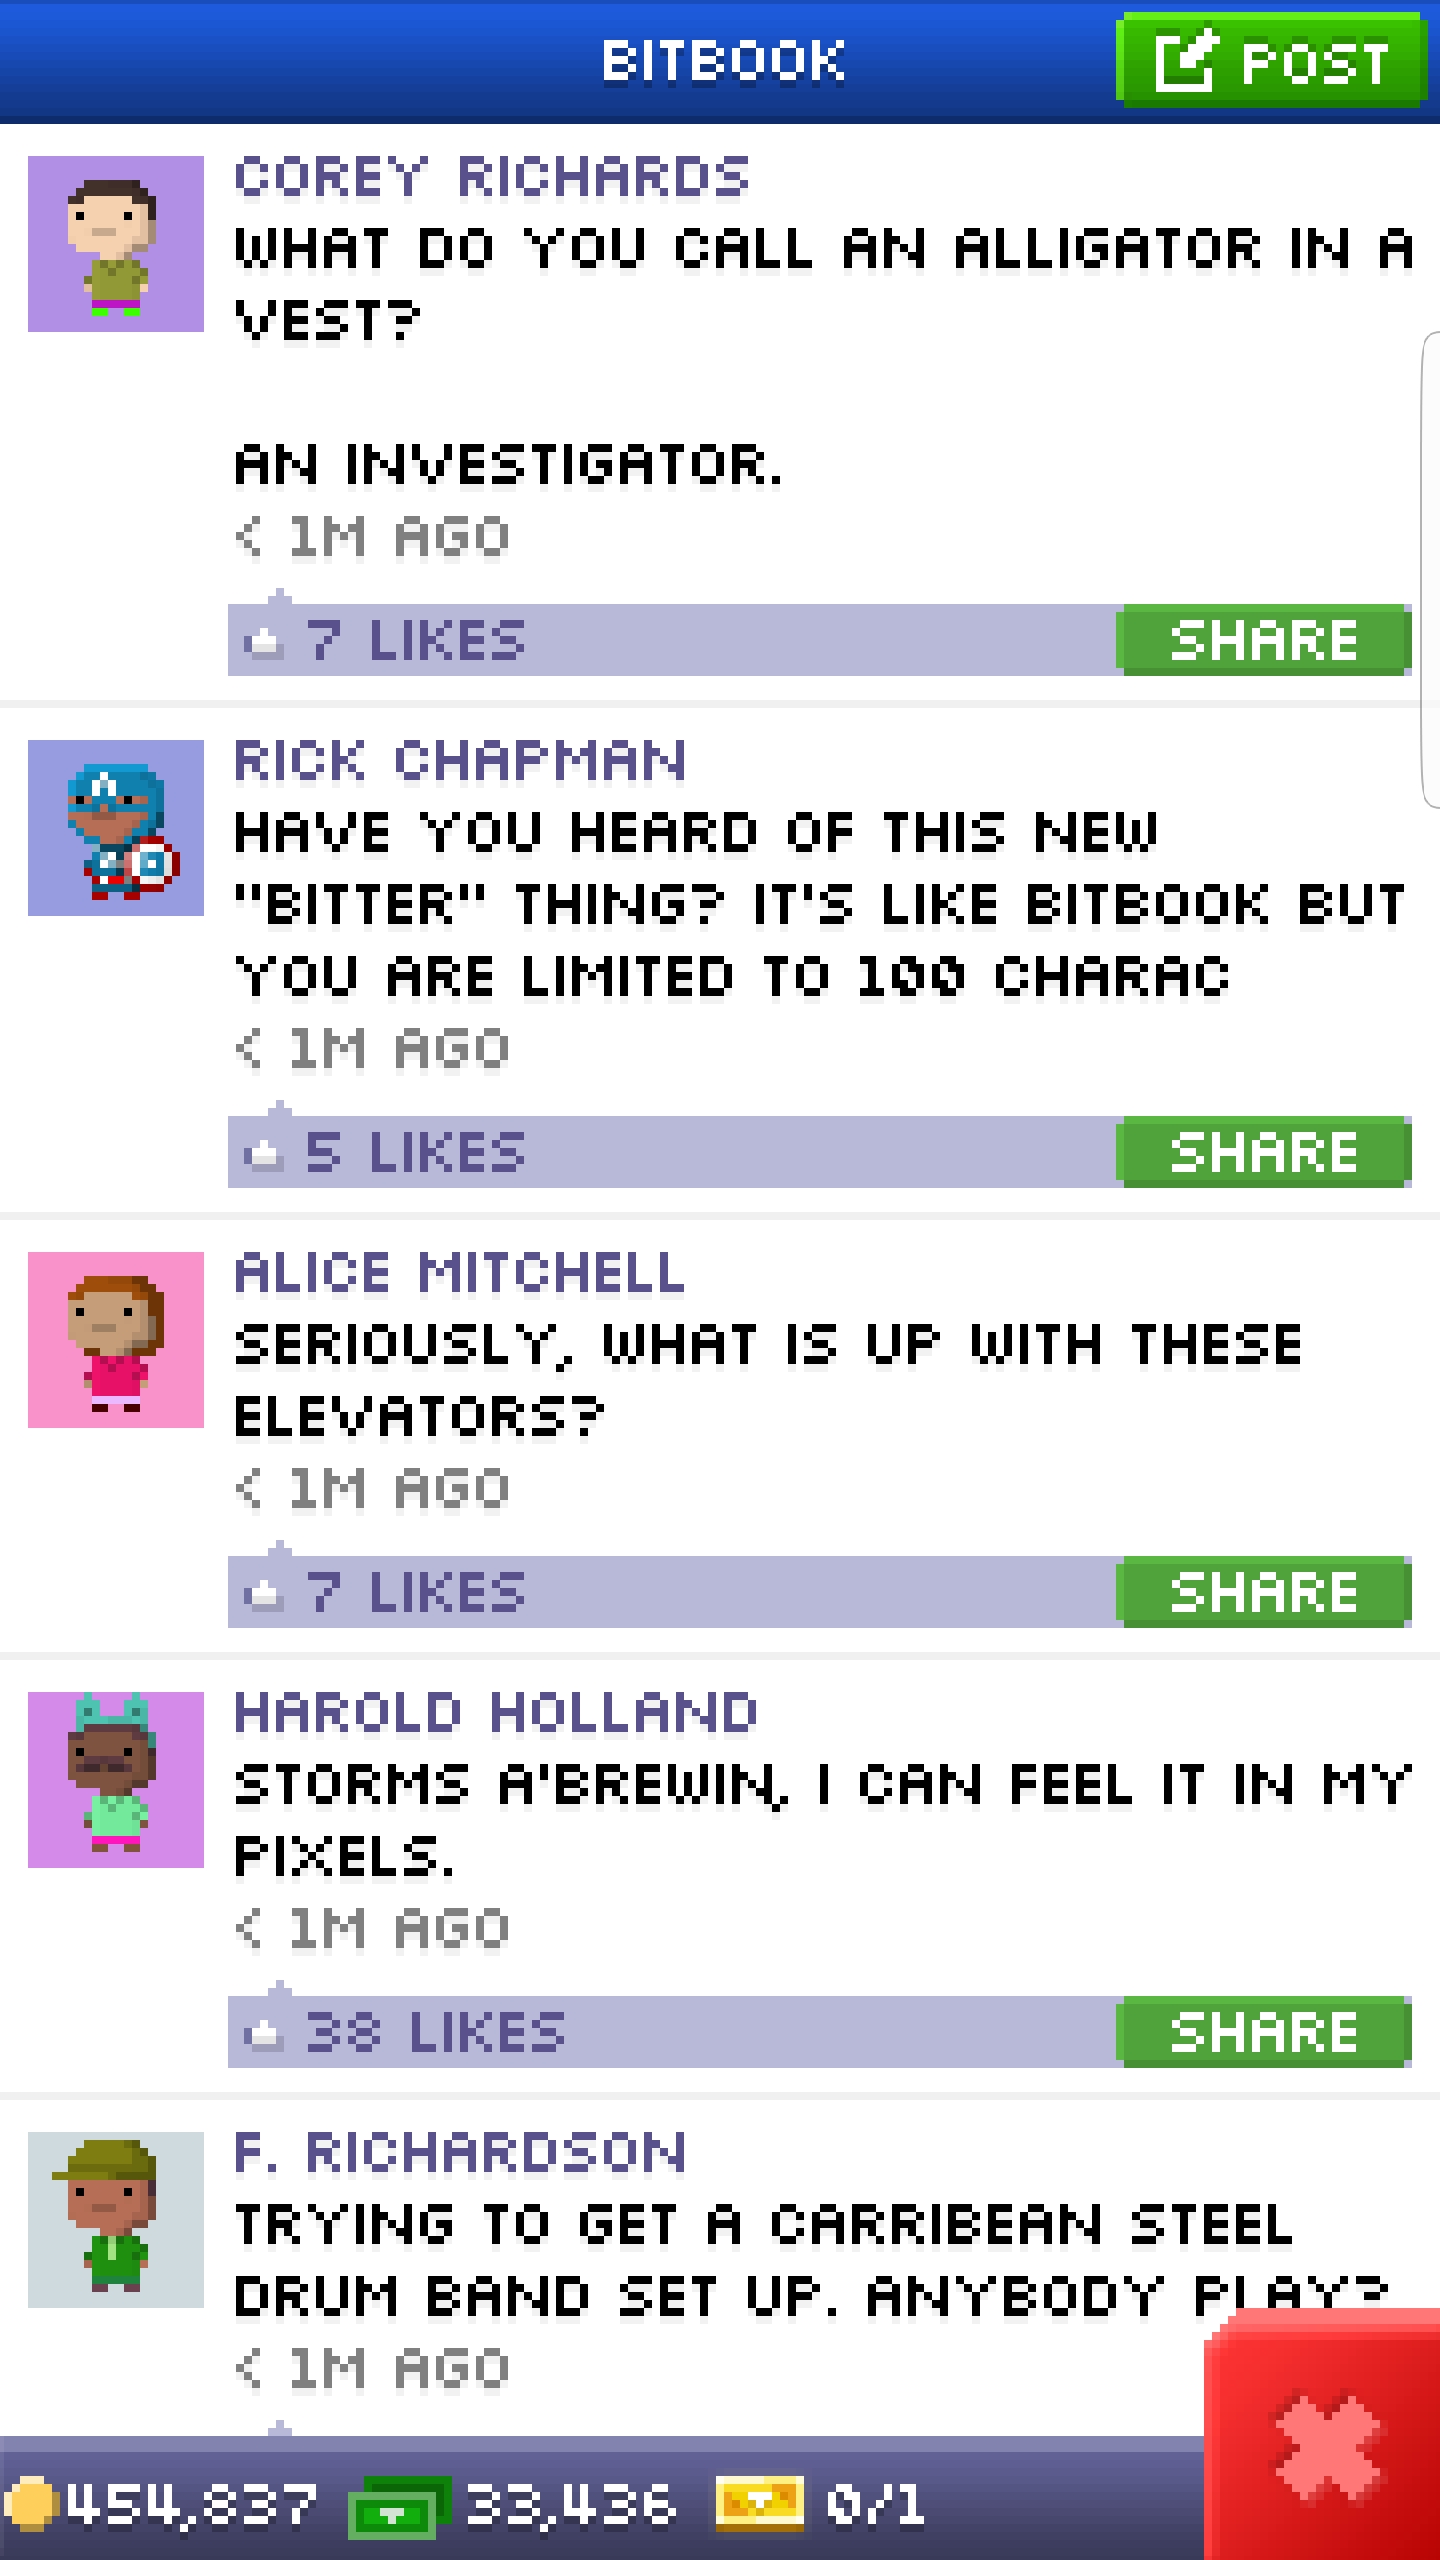 BITBOOK
POST
COREY RICHARDS
WHAT DO YOU CALL AN ALLIGATOR IN A
VEST?
AN INVESTIGATOR.
< 1M AGO
7 LIKES
SHARE
RICK CHAPMAN
HAVE YOU HEARD OF THIS NEW
"BITTER" THING? IT'S LIKE BITBOOK BUT
YOU ARE LIMITED TO 100 CHARAC
< 1M AGO
5 LIKES
SHARE
ALICE MITCHELL
SERIOUSLY, WHAT IS UP WITH THESE
ELEVATORS?
< 1M AGO
7 LIKES
SHARE
HAROLD HOLLAND
STORMS A'BREWIN, I CAN FEEL IT IN MY
PIXELS.
< 1M AGO
38 LIKES
SHARE
F. RICHARDSON
TRYING TO GET A CARRIBEAN STEEL
DRUM BAND SET UP. ANYBODY PLAY?
< 1M AGO
454,837
33,436
0/1